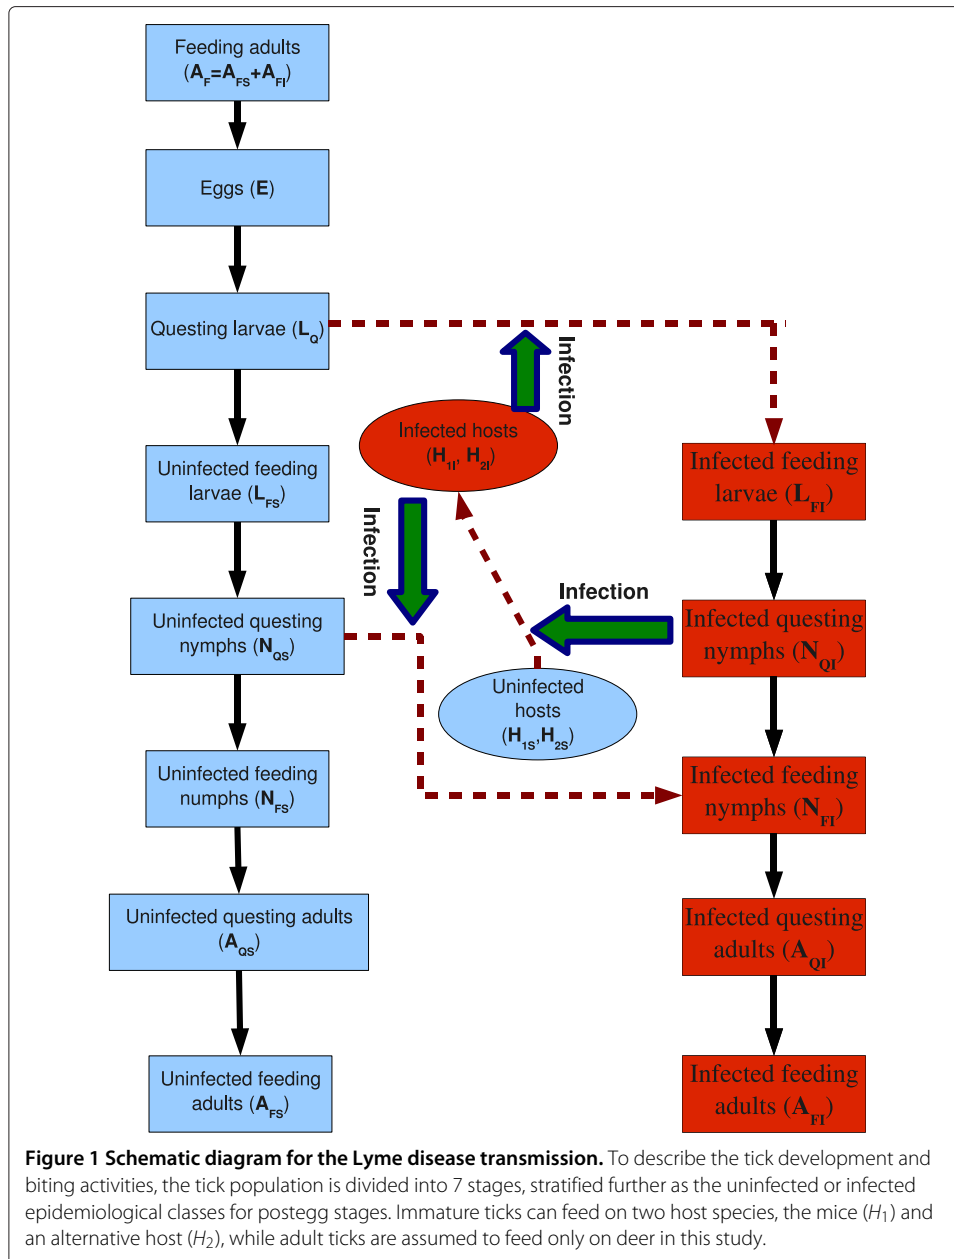 Feeding adults
(A_F=A_FS+A_FI)
Eggs (E)
Questing larvae (L_Q)
Uninfected feeding
larvae (L_FS)
Uninfected questing
nymphs (N_QS)
Uninfected feeding
numphs (N_FS)
Uninfected questing adults
(A_QS)
Uninfected feeding
adults (A_FS)
Infection
Infected hosts
(H_1I, H_2I)
Infection
Infection
Uninfected
hosts
(H_1S,H_2S)
Infected feeding
larvae (L_FI)
Infected questing
nymphs (N_QI)
Infected feeding
nymphs (N_FI)
Infected questing
adults (A_QI)
Infected feeding
adults (A_FI)
Figure 1 Schematic diagram for the Lyme disease transmission. To describe the tick development and
biting activities, the tick population is divided into 7 stages, stratified further as the uninfected or infected
epidemiological classes for postegg stages. Immature ticks can feed on two host species, the mice (H_1) and
an alternative host (H_2), while adult ticks are assumed to feed only on deer in this study.